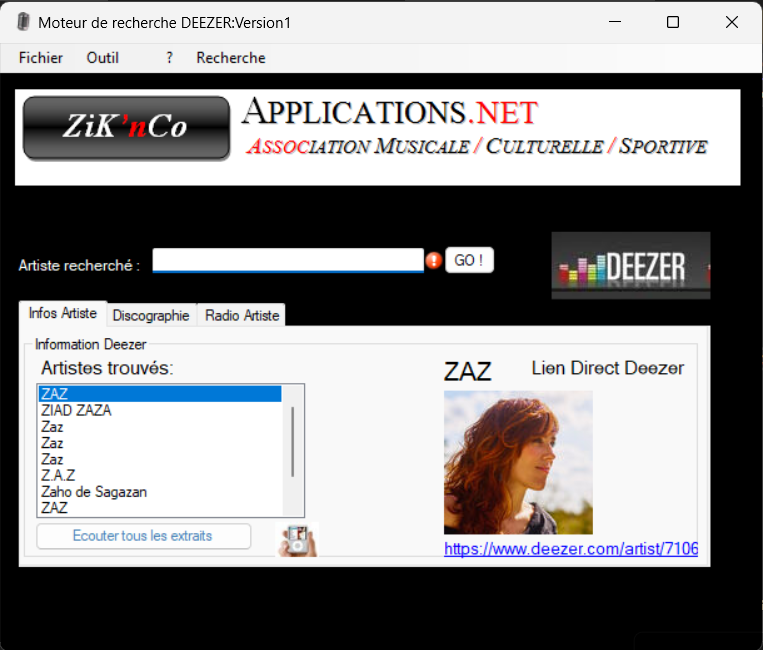 Moteur de recherche DEEZER:Version1
Fichier Outil ? Recherche
ZiK'nCo
APPLICATIONS.NET
ASSOCIATION MUSICALE / CULTURELLE / SPORTIVE
Artiste recherché :
!
GO !
DEEZER
Infos Artiste Discographie Radio Artiste
Information Deezer
Artistes trouvés:
ZAZ
ZIAD ZAZA
Zaz
Zaz
Zaz
Z.A.Z
Zaho de Sagazan
ZAZ
Ecouter tous les extraits
ZAZ
Lien Direct Deezer
https://www.deezer.com/artist/7106